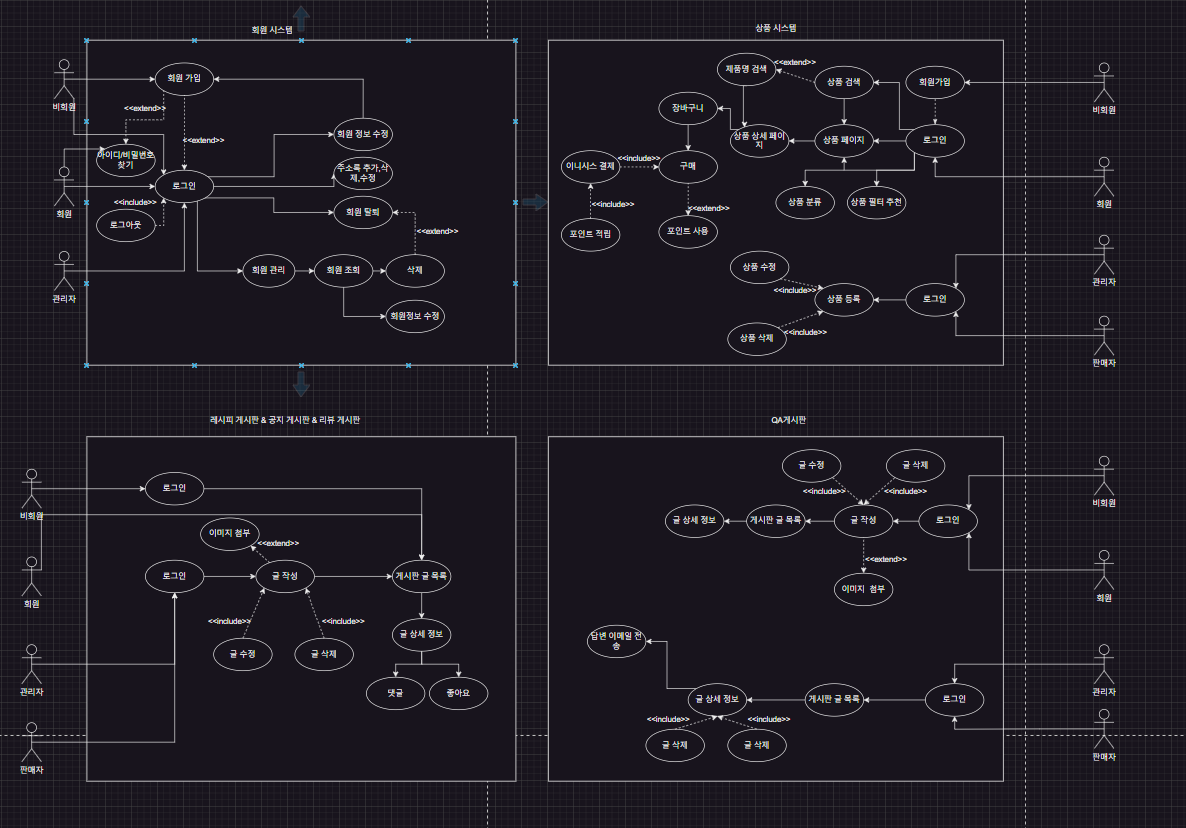 회원 시스템
비회원
회원
관리자
회원 가입
<<extend>>
<<extend>>
아이디/비밀번호
찾기
로그인
<<include>>
로그아웃
회원 정보 수정
주소록 추가,삭
제,수정
회원 탈퇴
<<extend>>
회원 관리
회원 조회
삭제
회원정보 수정
상품 시스템
제품명 검색
<<extend>>
상품 검색
회원가입
장바구니
상품 상세 페이
지
상품 페이지
로그인
이니시스 결제
<<include>>
구매
<<include>>
<<extend>>
상품 분류
상품 필터 추천
포인트 적립
포인트 사용
상품 수정
<<include>>
상품 등록
로그인
<<include>>
상품 삭제
비회원
회원
관리자
판매자
레시피 게시판 & 공지 게시판 & 리뷰 게시판
비회원
회원
관리자
판매자
로그인
이미지 첨부
<<extend>>
로그인
글 작성
게시판 글 목록
<<include>>
<<include>>
글 수정
글 삭제
글 상세 정보
댓글
좋아요
QA게시판
글 수정
글 삭제
<<include>>
<<include>>
글 상세 정보
게시판 글 목록
글 작성
로그인
<<extend>>
이미지 첨부
답변 이메일 전
송
글 상세 정보
게시판 글 목록
로그인
<<include>>
<<include>>
글 삭제
글 삭제
비회원
회원
관리자
판매자